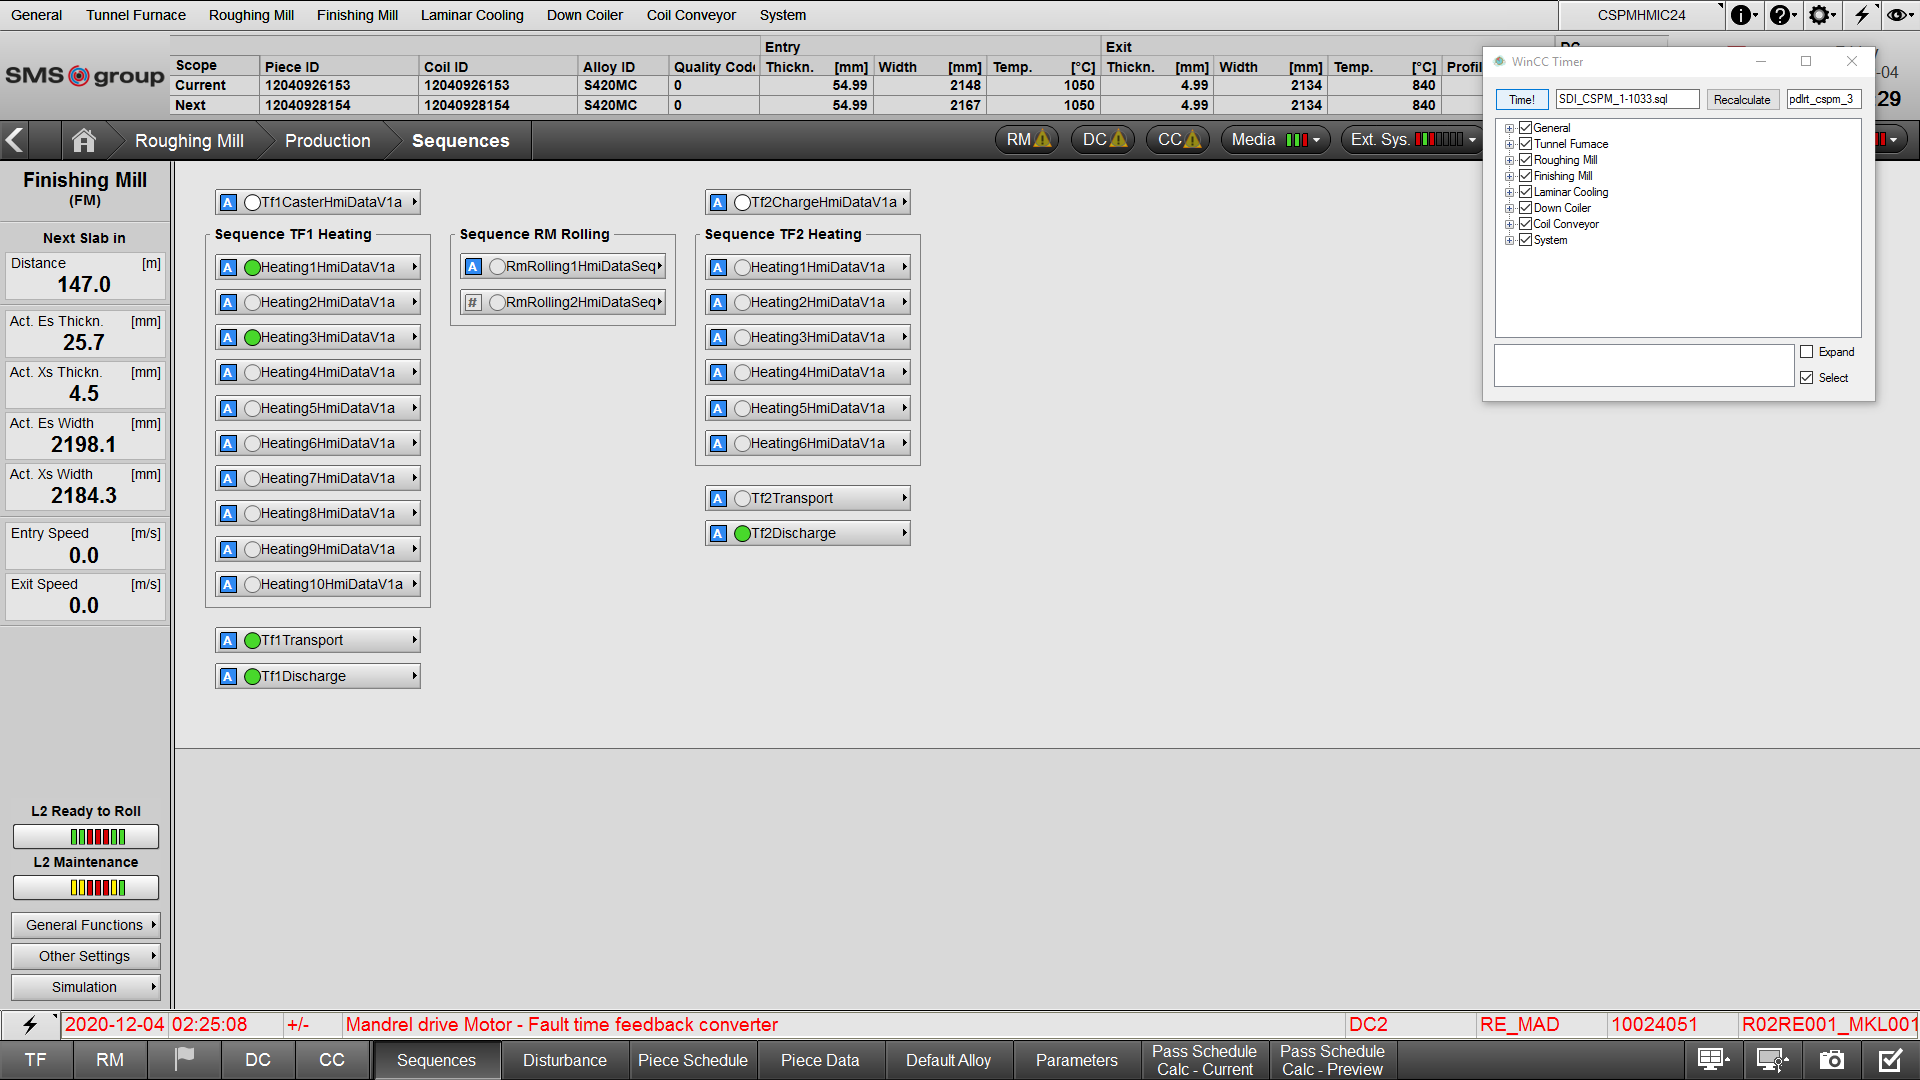 General Tunnel Furnace Roughing Mill Finishing Mill Laminar Cooling Down Coiler Coil Conveyor System CSPMHMIC24
SMS group
Entry Exit
Scope Piece ID Coil ID Alloy ID Quality Code Thickn. [mm] Width [mm] Temp. [°C] Thickn. [mm] Width [mm] Temp. [°C]
Current 12040926153 12040926153 S420MC 0 54.99 2148 1050 4.99 2134 840
Next 12040928154 12040928154 S420MC 0 54.99 2167 1050 4.99 2134 840
-04
29
Roughing Mill Production Sequences RM DC CC Media Ext. Sys.
WinCC Timer
Time! SDI_CSPM_1-1033.sql Recalculate pdlrt_cspm_3
General
Tunnel Furnace
Roughing Mill
Finishing Mill
Laminar Cooling
Down Coiler
Coil Conveyor
System
Expand
Select
Finishing Mill
(FM)
Next Slab in
Distance [m]
147.0
Act. Es Thickn. [mm]
25.7
Act. Xs Thickn. [mm]
4.5
Act. Es Width [mm]
2198.1
Act. Xs Width [mm]
2184.3
Entry Speed [m/s]
0.0
Exit Speed [m/s]
0.0
L2 Ready to Roll
L2 Maintenance
General Functions
Other Settings
Simulation
A Tf1CasterHmiDataV1a
Sequence TF1 Heating
A Heating1HmiDataV1a
A Heating2HmiDataV1a
A Heating3HmiDataV1a
A Heating4HmiDataV1a
A Heating5HmiDataV1a
A Heating6HmiDataV1a
A Heating7HmiDataV1a
A Heating8HmiDataV1a
A Heating9HmiDataV1a
A Heating10HmiDataV1a
A Tf1Transport
A Tf1Discharge
Sequence RM Rolling
A RmRolling1HmiDataSeq
# RmRolling2HmiDataSeq
A Tf2ChargeHmiDataV1a
Sequence TF2 Heating
A Heating1HmiDataV1a
A Heating2HmiDataV1a
A Heating3HmiDataV1a
A Heating4HmiDataV1a
A Heating5HmiDataV1a
A Heating6HmiDataV1a
A Tf2Transport
A Tf2Discharge
2020-12-04 02:25:08 +/- Mandrel drive Motor - Fault time feedback converter DC2 RE_MAD 10024051 R02RE001_MKL001
TF RM DC CC Sequences Disturbance Piece Schedule Piece Data Default Alloy Parameters Pass Schedule Calc - Current Pass Schedule Calc - Preview